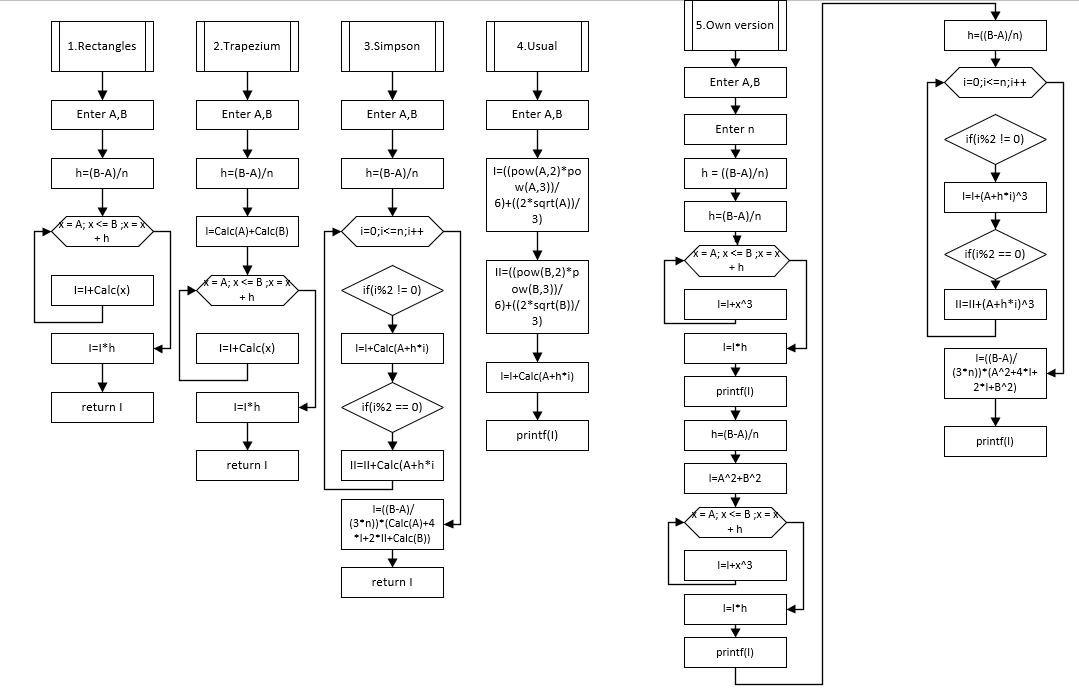 1.Rectangles
Enter A,B
h=(B-A)/n
x = A; x <= B ;x = x
+ h
I=I+Calc(x)
I=I*h
return I
2.Trapezium
Enter A,B
h=(B-A)/n
I=Calc(A)+Calc(B)
x = A; x <= B ;x = x
+ h
I=I+Calc(x)
I=I*h
return I
3.Simpson
Enter A,B
h=(B-A)/n
i=0;i<=n;i++
if(i%2 != 0)
I=I+Calc(A+h*i)
if(i%2 == 0)
II=II+Calc(A+h*i
I=((B-A)/
(3*n))*(Calc(A)+4
*I+2*II+Calc(B))
return I
4.Usual
Enter A,B
I=((pow(A,2)*po
w(A,3))/
6)+((2*sqrt(A))/
3)
II=((pow(B,2)*p
ow(B,3))/
6)+((2*sqrt(B))/
3)
I=I+Calc(A+h*i)
printf(I)
5.Own version
Enter A,B
Enter n
h = ((B-A)/n)
h=(B-A)/n
x = A; x <= B ;x = x
+ h
I=I+x^3
I=I*h
printf(I)
h=(B-A)/n
I=A^2+B^2
x = A; x <= B ;x = x
+ h
I=I+x^3
I=I*h
printf(I)
h=((B-A)/n)
i=0;i<=n;i++
if(i%2 != 0)
I=I+(A+h*i)^3
if(i%2 == 0)
II=II+(A+h*i)^3
I=((B-A)/
(3*n))*(A^2+4*I+
2*I+B^2)
printf(I)